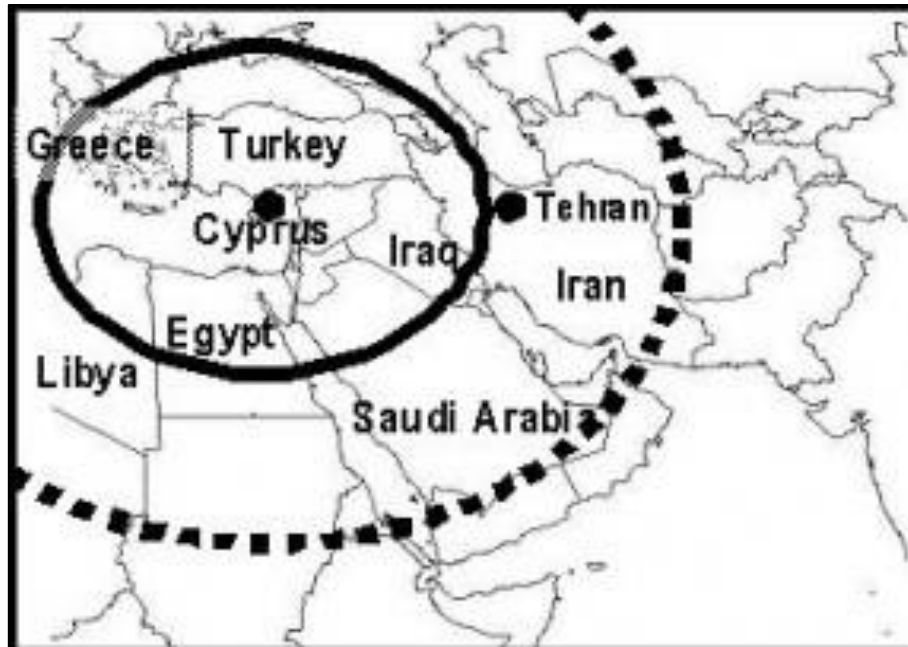 Greece
Turkey
Cyprus
Tehran
Iraq
Iran
Egypt
Libya
Saudi Arabia